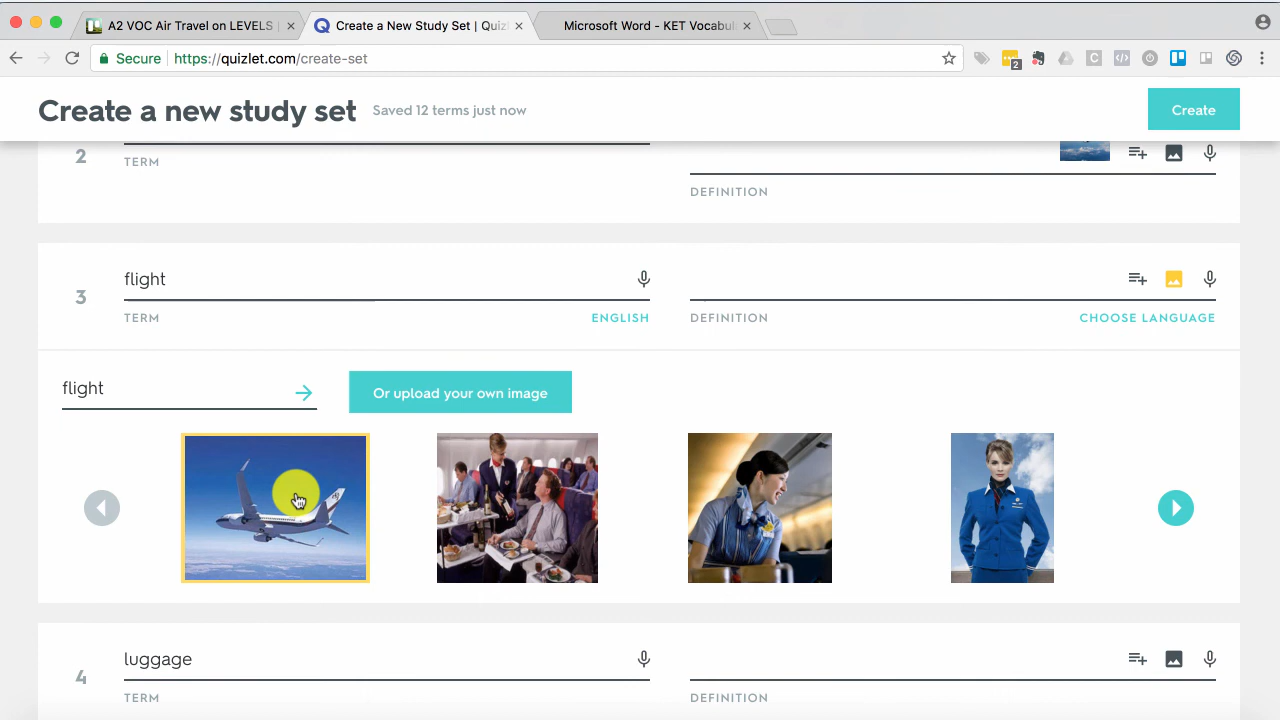 A2 VOC Air Travel on LEVELS |
Create a New Study Set | Quiz
Microsoft Word - KET Vocabul
Secure | https://quizlet.com/create-set
2
Create a new study set
Saved 12 terms just now
Create
2
TERM
DEFINITION
3
flight
TERM
ENGLISH
DEFINITION
CHOOSE LANGUAGE
flight
Or upload your own image
4
luggage
TERM
DEFINITION